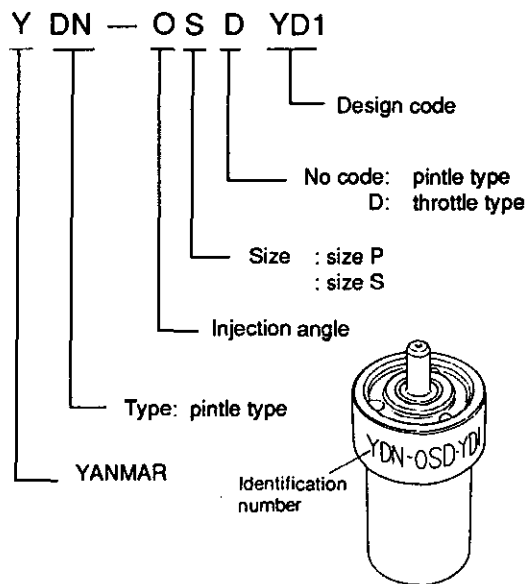 Y DN — O S D YD1
Design code
No code: pintle type
D: throttle type
Size : size P
: size S
Injection angle
Type: pintle type
YANMAR
Identification
number
YDN-OSD-YD1